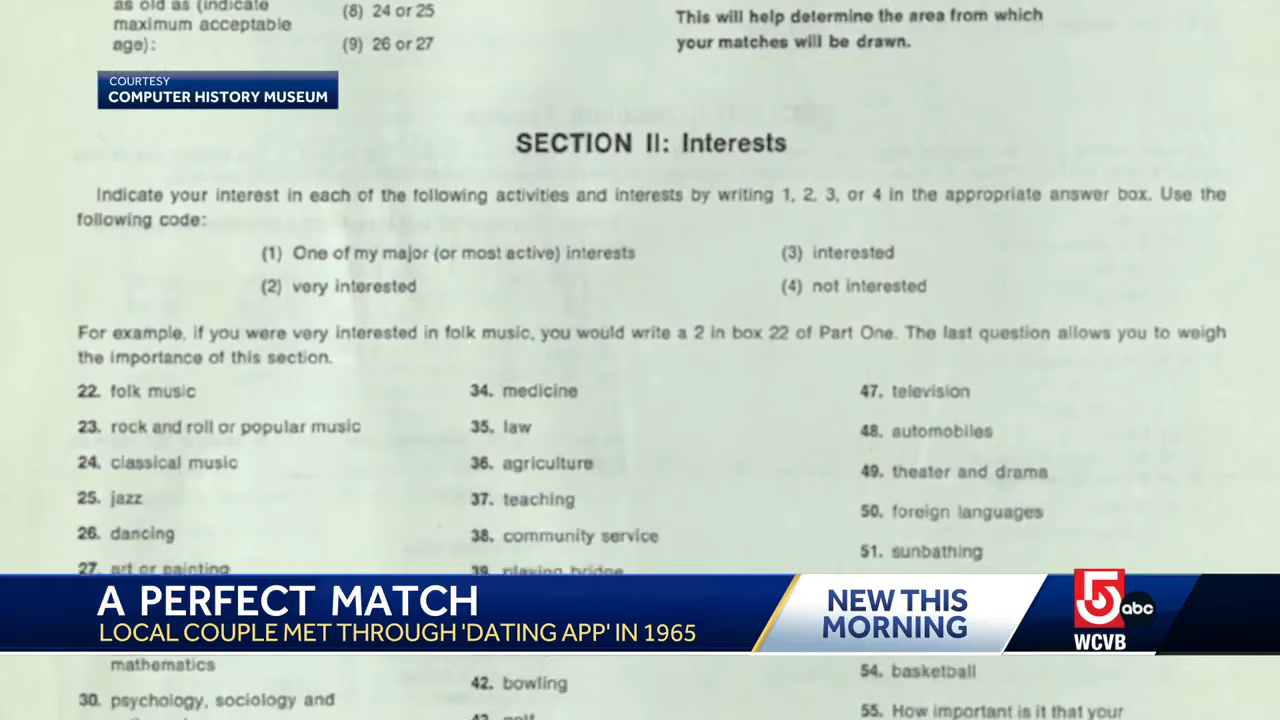 as old as (indicate
maximum acceptable
age):
(8) 24 or 25
(9) 26 or 27
This will help determine the area from which
your matches will be drawn.
COURTESY
COMPUTER HISTORY MUSEUM
SECTION II: Interests
Indicate your interest in each of the following activities and interests by writing 1, 2, 3, or 4 in the appropriate answer box. Use the
following code:
(1) One of my major (or most active) interests
(2) very interested
(3) interested
(4) not interested
For example, if you were very interested in folk music, you would write a 2 in box 22 of Part One. The last question allows you to weigh
the importance of this section.
22. folk music
23. rock and roll or popular music
24. classical music
25. jazz
26. dancing
27. art or painting
mathematics
30. psychology, sociology and
34. medicine
35. law
36. agriculture
37. teaching
38. community service
39. playing bridge
42. bowling
43. golf
47. television
48. automobiles
49. theater and drama
50. foreign languages
51. sunbathing
54. basketball
55. How important is it that your
A PERFECT MATCH
LOCAL COUPLE MET THROUGH 'DATING APP' IN 1965
NEW THIS
MORNING
5 abc
WCVB